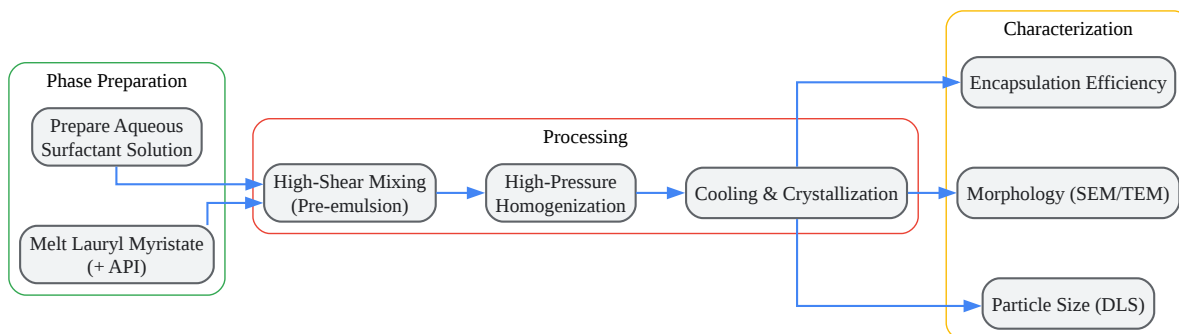 Phase Preparation
Prepare Aqueous
Surfactant Solution
Melt Lauryl Myristate
(+ API)
Processing
High-Shear Mixing
(Pre-emulsion)
High-Pressure
Homogenization
Cooling & Crystallization
Characterization
Encapsulation Efficiency
Morphology (SEM/TEM)
Particle Size (DLS)